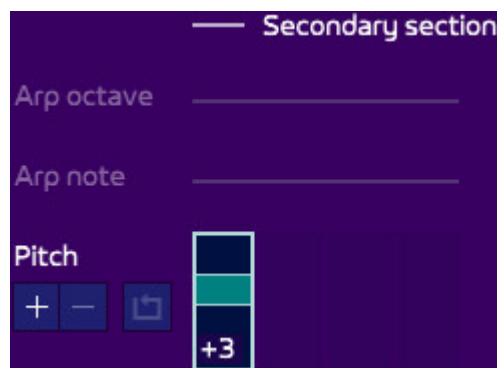 Secondary section
Arp octave
Arp note
Pitch
+ −
+3